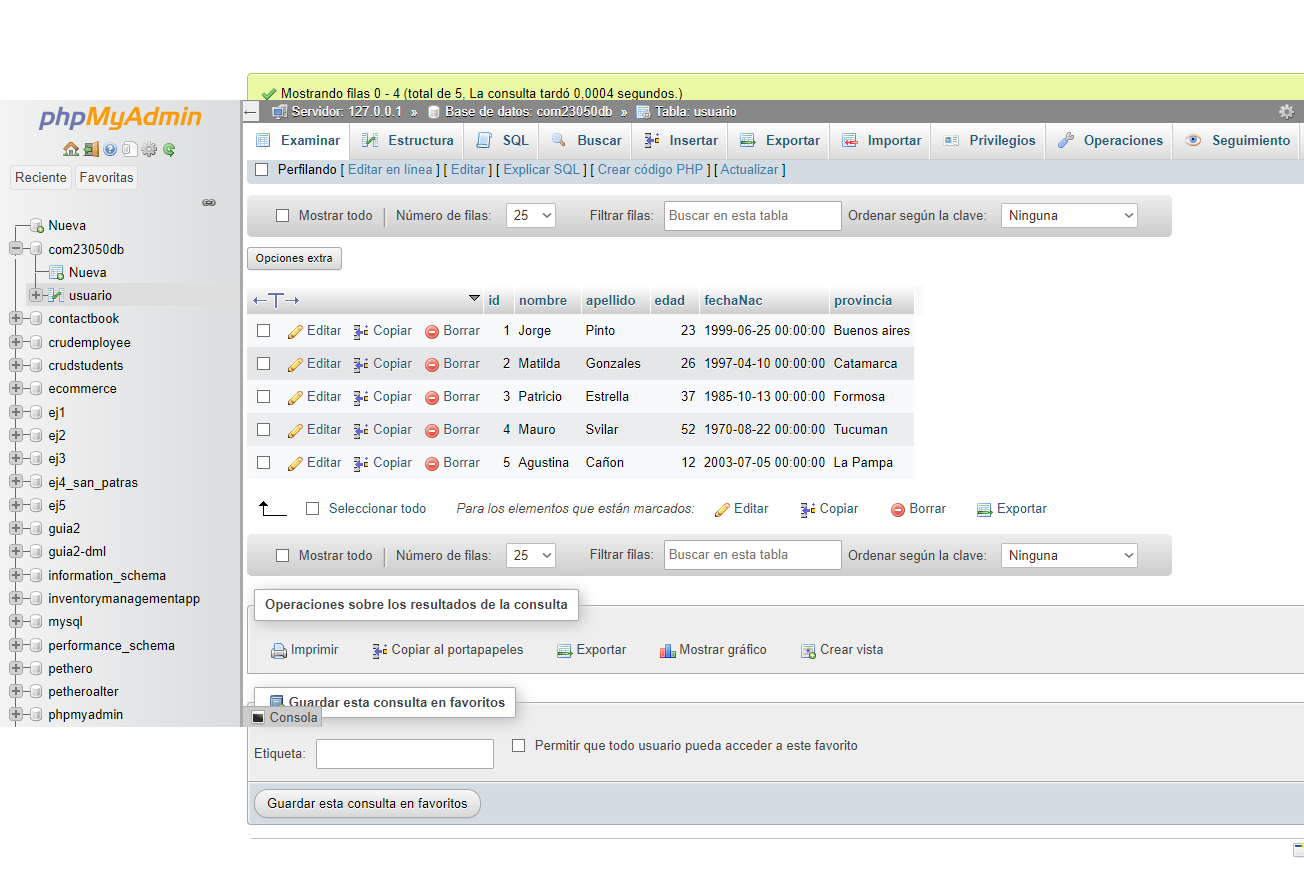 Mostrando filas 0 - 4 (total de 5, La consulta tardó 0,0004 segundos.)
phpMyAdmin
Servidor: 127.0.0.1 » Base de datos: com23050db » Tabla: usuario
Examinar Estructura SQL Buscar Insertar Exportar Importar Privilegios Operaciones Seguimiento
Reciente Favoritas
Nueva
com23050db
Nueva
usuario
contactbook
crudemployee
crudstudents
ecommerce
ej1
ej2
ej3
ej4_san_patras
ej5
guia2
guia2-dml
information_schema
inventorymanagementapp
mysql
performance_schema
pethero
petheroalter
phpmyadmin
Perfilando [ Editar en línea ] [ Editar ] [ Explicar SQL ] [ Crear código PHP ] [ Actualizar ]
Mostrar todo Número de filas: 25 Filtrar filas: Buscar en esta tabla Ordenar según la clave: Ninguna
Opciones extra
←T→ id nombre apellido edad fechaNac provincia
Editar Copiar Borrar 1 Jorge Pinto 23 1999-06-25 00:00:00 Buenos aires
Editar Copiar Borrar 2 Matilda Gonzales 26 1997-04-10 00:00:00 Catamarca
Editar Copiar Borrar 3 Patricio Estrella 37 1985-10-13 00:00:00 Formosa
Editar Copiar Borrar 4 Mauro Svilar 52 1970-08-22 00:00:00 Tucuman
Editar Copiar Borrar 5 Agustina Cañon 12 2003-07-05 00:00:00 La Pampa
Seleccionar todo Para los elementos que están marcados: Editar Copiar Borrar Exportar
Mostrar todo Número de filas: 25 Filtrar filas: Buscar en esta tabla Ordenar según la clave: Ninguna
Operaciones sobre los resultados de la consulta
Imprimir Copiar al portapapeles Exportar Mostrar gráfico Crear vista
Guardar esta consulta en favoritos
Consola
Etiqueta: Permitir que todo usuario pueda acceder a este favorito
Guardar esta consulta en favoritos